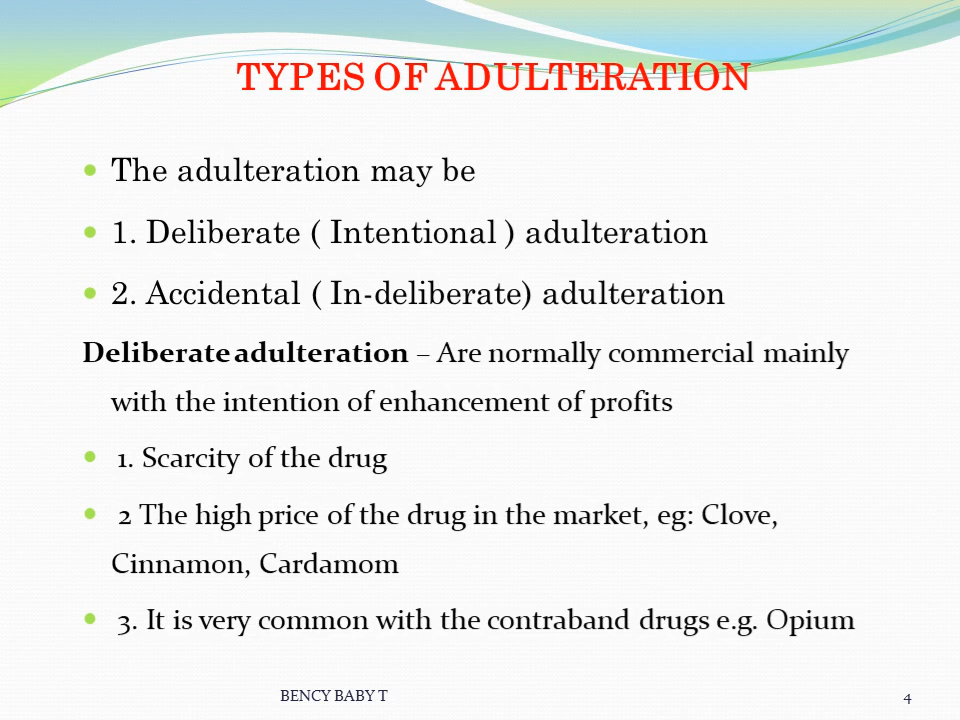 TYPES OF ADULTERATION
The adulteration may be
1. Deliberate ( Intentional ) adulteration
2. Accidental ( In-deliberate) adulteration
Deliberate adulteration – Are normally commercial mainly
with the intention of enhancement of profits
1. Scarcity of the drug
2 The high price of the drug in the market, eg: Clove,
Cinnamon, Cardamom
3. It is very common with the contraband drugs e.g. Opium
BENCY BABY T
4